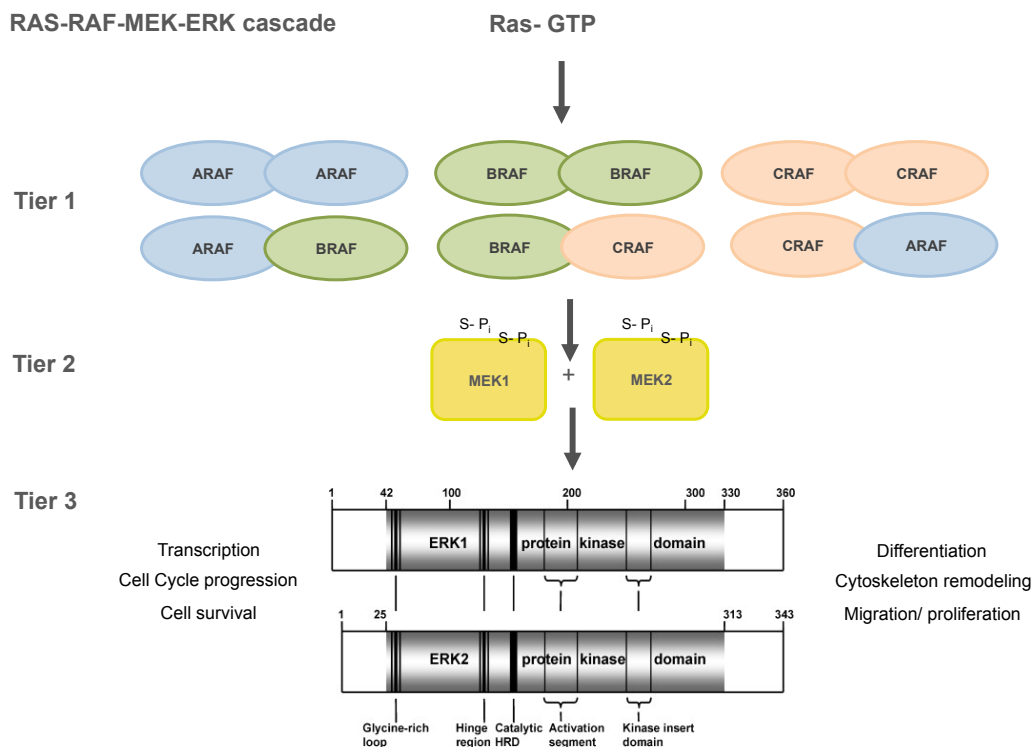 RAS-RAF-MEK-ERK cascade
Ras- GTP
Tier 1
ARAF ARAF BRAF BRAF CRAF CRAF
ARAF BRAF BRAF CRAF CRAF ARAF
S- Pi S- Pi
S- Pi S- Pi
Tier 2
MEK1 + MEK2
Tier 3
1 42 100 200 300 330 360
ERK1 protein kinase domain
Transcription
Cell Cycle progression
Cell survival
Differentiation
Cytoskeleton remodeling
Migration/ proliferation
1 25 313 343
ERK2 protein kinase domain
Glycine-rich loop
Hinge region
Catalytic HRD
Activation segment
Kinase insert domain